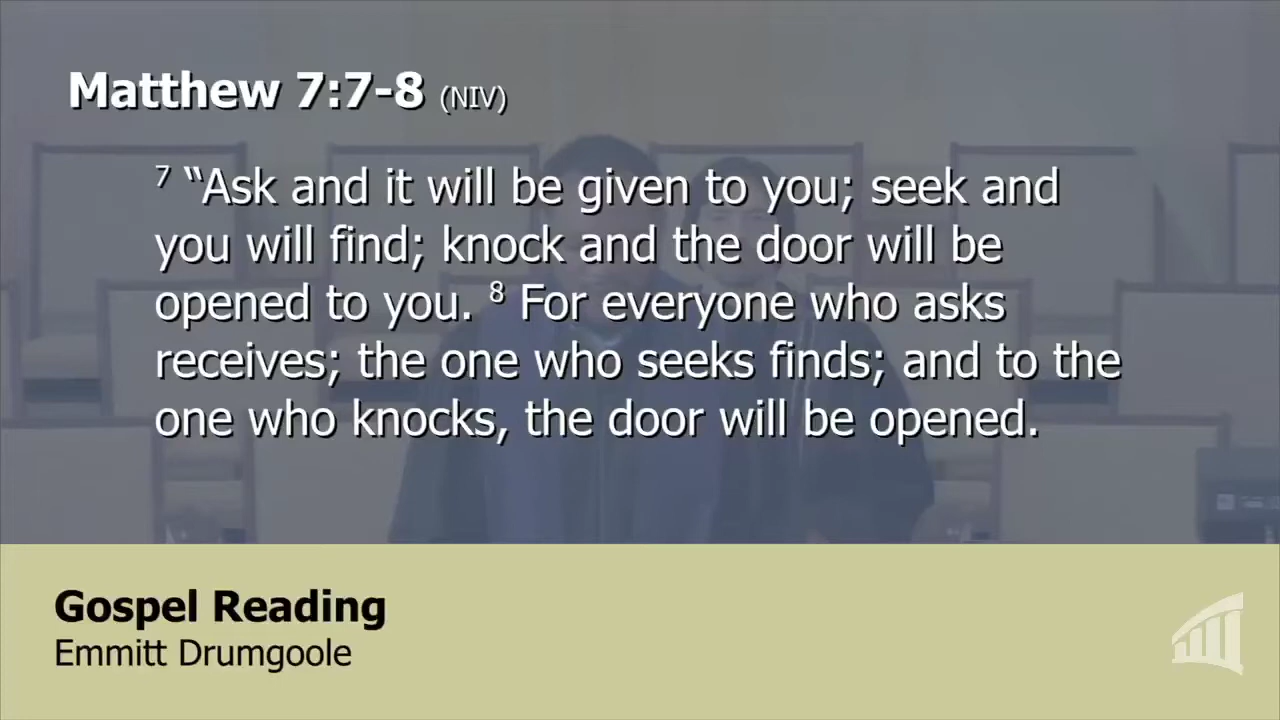 Matthew 7:7-8 (NIV)
7 “Ask and it will be given to you; seek and
you will find; knock and the door will be
opened to you. 8 For everyone who asks
receives; the one who seeks finds; and to the
one who knocks, the door will be opened.
Gospel Reading
Emmitt Drumgoole